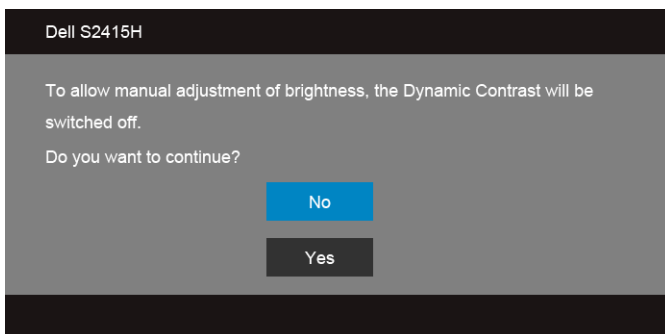 Dell S2415H
To allow manual adjustment of brightness, the Dynamic Contrast will be
switched off.
Do you want to continue?
No
Yes